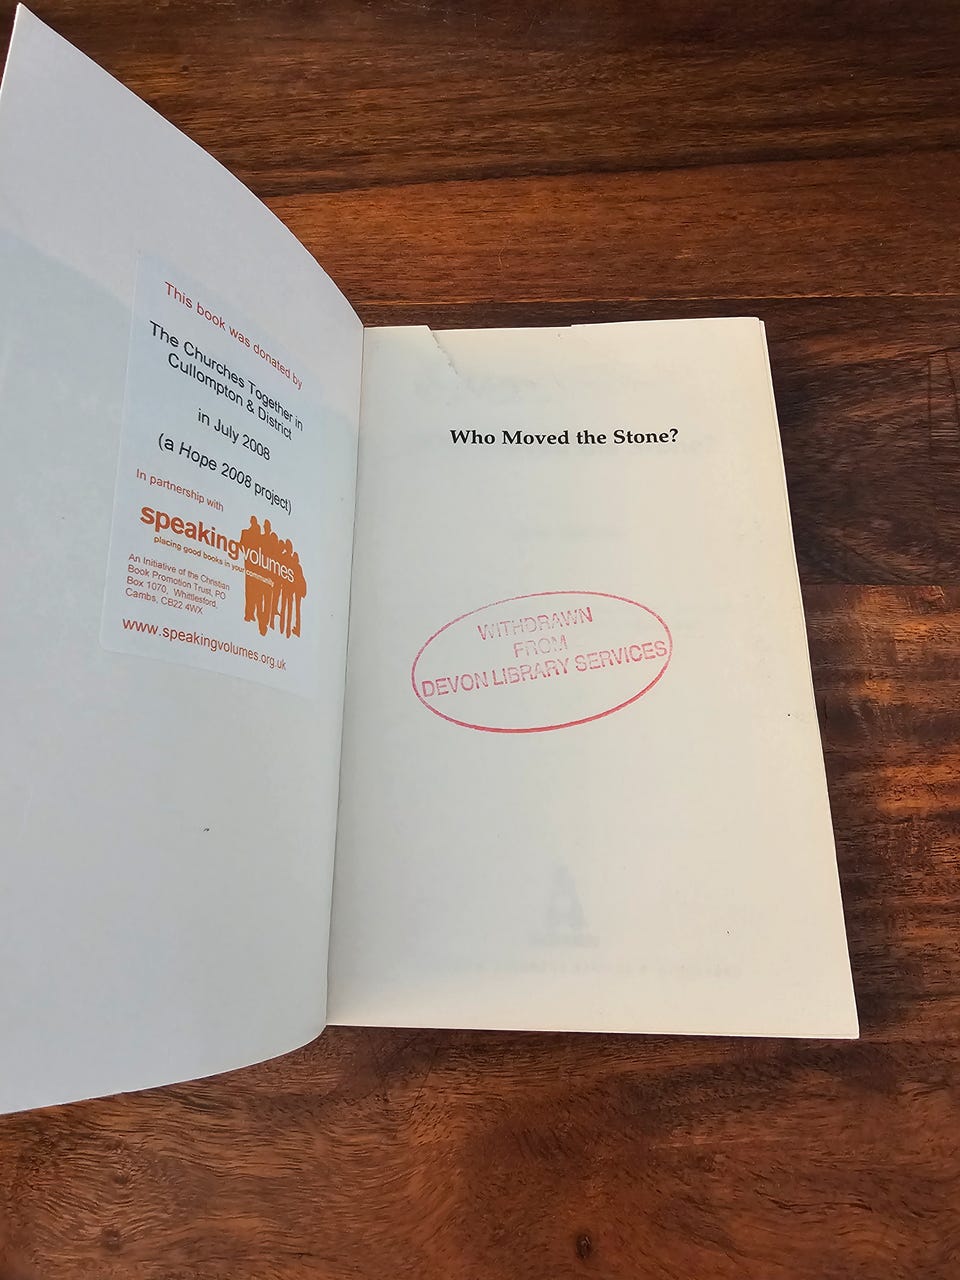 This book was donated by
The Churches Together in
Cullompton & District
in July 2008
(a Hope 2008 project)
In partnership with
speakingvolumes
placing good books in your community
An Initiative of the Christian
Book Promotion Trust, PO
Box 1070, Whittlesford,
Cambs, CB22 4WX
www.speakingvolumes.org.uk
Who Moved the Stone?
WITHDRAWN
FROM
DEVON LIBRARY SERVICES